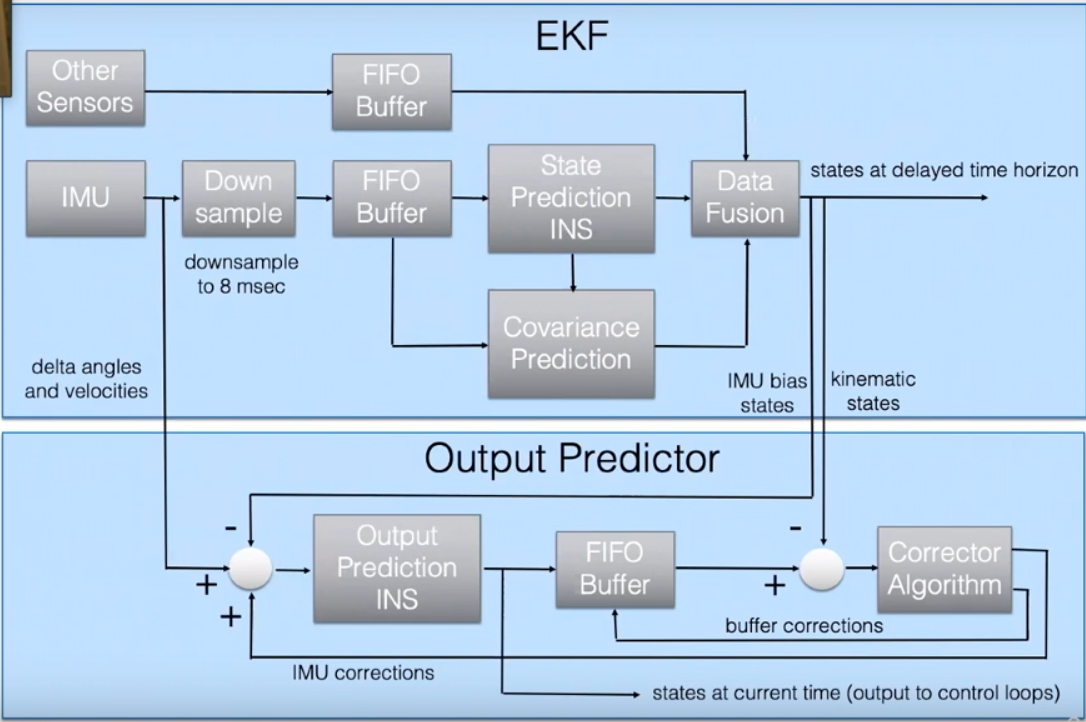 EKF
Other
Sensors
FIFO
Buffer
IMU
Down
sample
FIFO
Buffer
State
Prediction
INS
Data
Fusion
states at delayed time horizon
downsample
to 8 msec
Covariance
Prediction
delta angles
and velocities
IMU bias
states
kinematic
states
Output Predictor
-
+
+
Output
Prediction
INS
FIFO
Buffer
-
+
Corrector
Algorithm
buffer corrections
IMU corrections
states at current time (output to control loops)